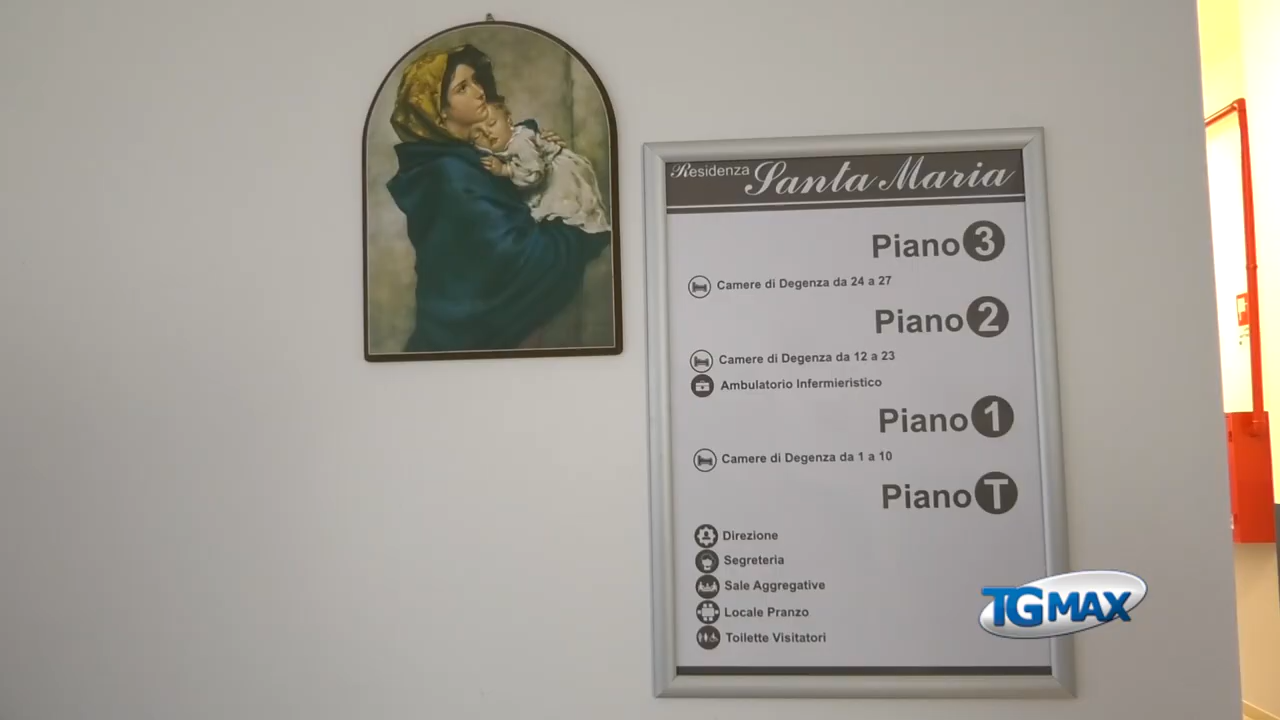 Residenza Santa Maria
Piano 3
Camere di Degenza da 24 a 27
Piano 2
Camere di Degenza da 12 a 23
Ambulatorio Infermieristico
Piano 1
Camere di Degenza da 1 a 10
Piano T
Direzione
Segreteria
Sale Aggregative
Locale Pranzo
Toilette Visitatori
TGMAX